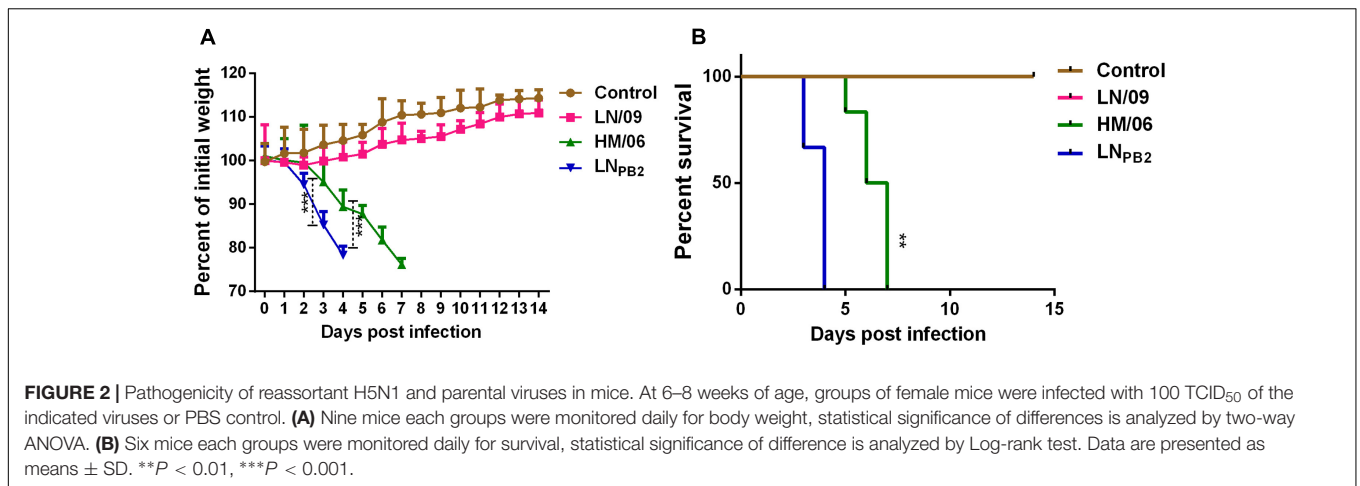 A
Percent of initial weight
120
110
100
90
80
70
0 1 2 3 4 5 6 7 8 9 10 11 12 13 14
Days post infection
Control
LN/09
HM/06
LNPB2
***
***
B
Percent survival
100
50
0
0 5 10 15
Days post infection
Control
LN/09
HM/06
LNPB2
**
FIGURE 2 | Pathogenicity of reassortant H5N1 and parental viruses in mice. At 6–8 weeks of age, groups of female mice were infected with 100 TCID50 of the
indicated viruses or PBS control. (A) Nine mice each groups were monitored daily for body weight, statistical significance of differences is analyzed by two-way
ANOVA. (B) Six mice each groups were monitored daily for survival, statistical significance of difference is analyzed by Log-rank test. Data are presented as
means ± SD. **P < 0.01, ***P < 0.001.